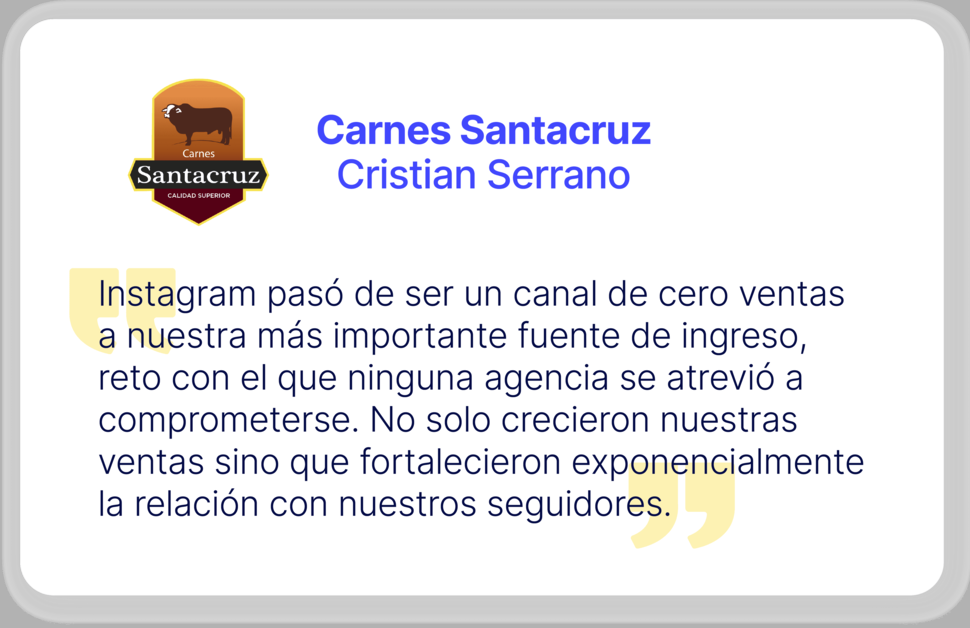 Carnes
Santacruz
CALIDAD SUPERIOR
Carnes Santacruz
Cristian Serrano
Instagram pasó de ser un canal de cero ventas
a nuestra más importante fuente de ingreso,
reto con el que ninguna agencia se atrevió a
comprometerse. No solo crecieron nuestras
ventas sino que fortalecieron exponencialmente
la relación con nuestros seguidores.